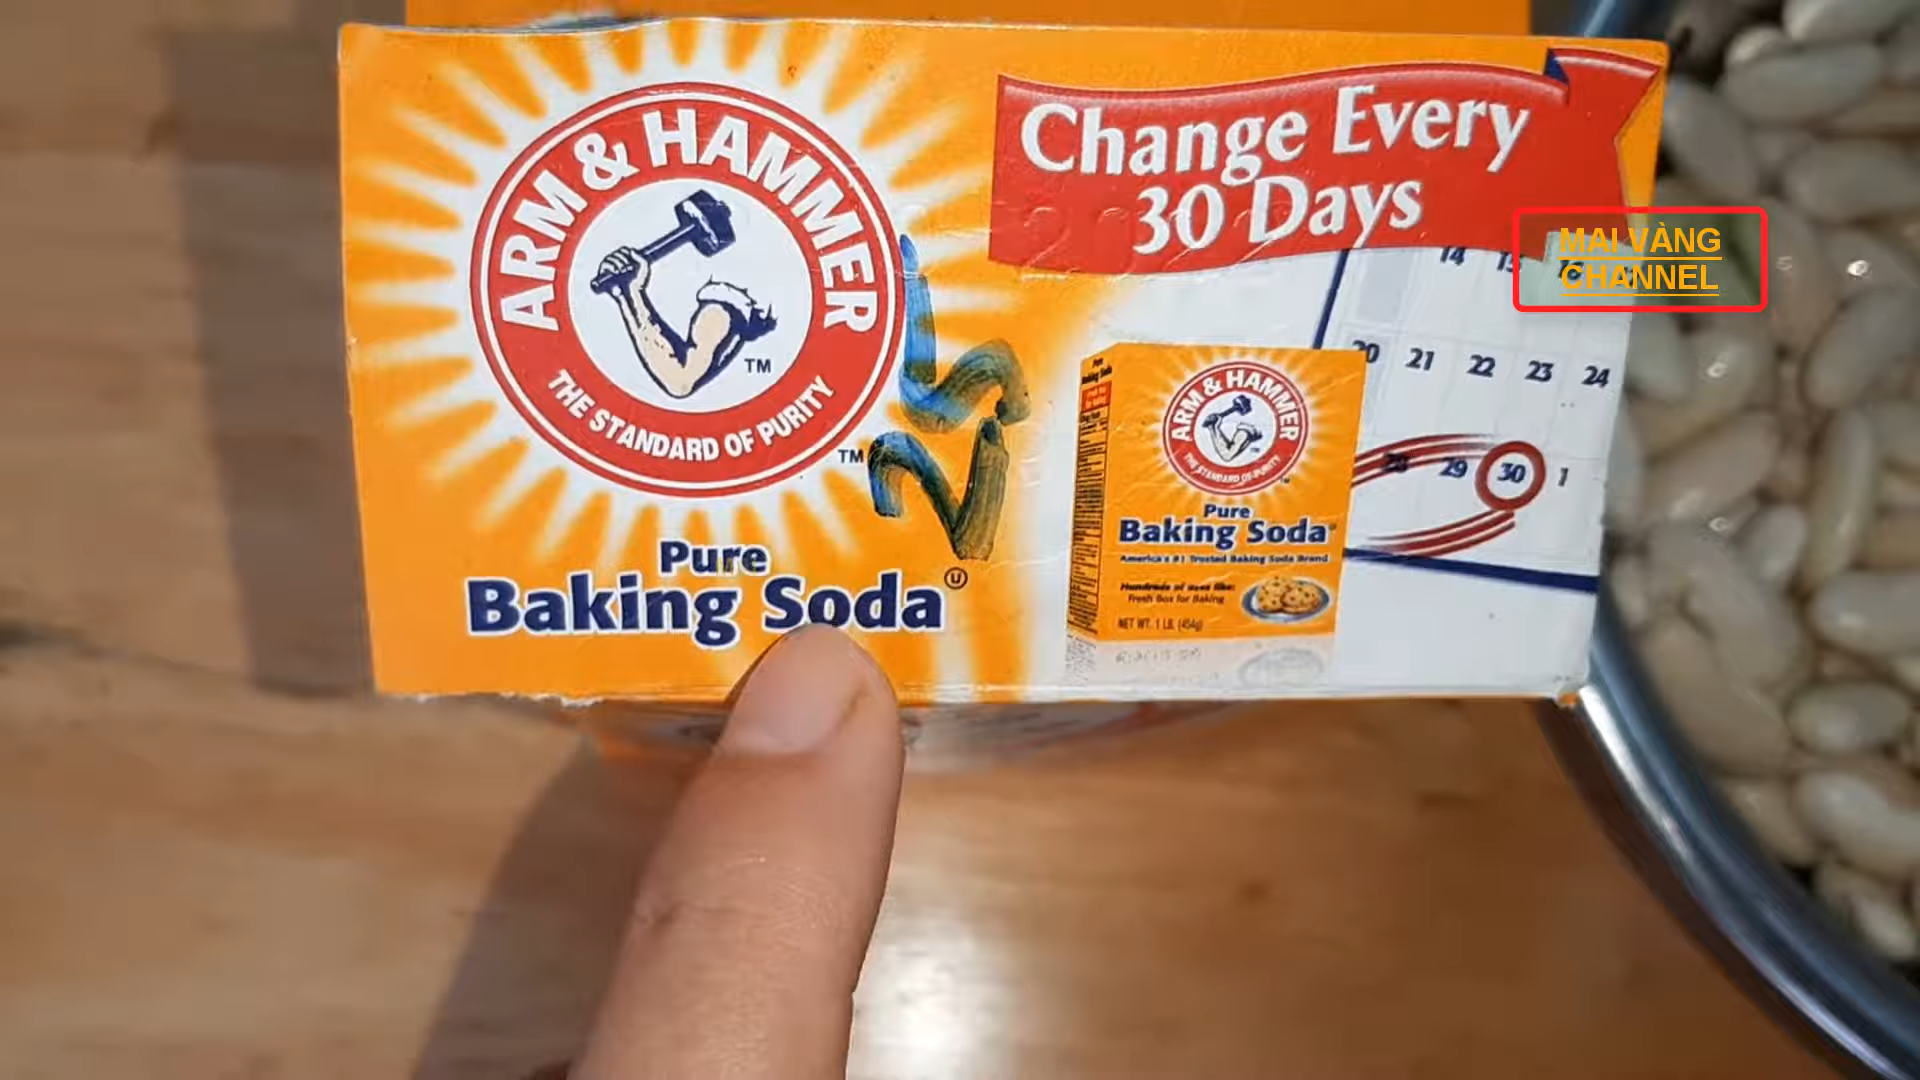 ARM & HAMMER
THE STANDARD OF PURITY
TM
TM
Pure
Baking Soda
Change Every
30 Days
MAI VÀNG
CHANNEL
14
20 21 22 23 24
28 29 30 1
ARM & HAMMER
THE STANDARD OF PURITY
Pure
Baking Soda
America's #1 Trusted Baking Soda Brand
Hundreds of uses like:
Fresh Box for Baking
NET WT. 1 LB. (454g)